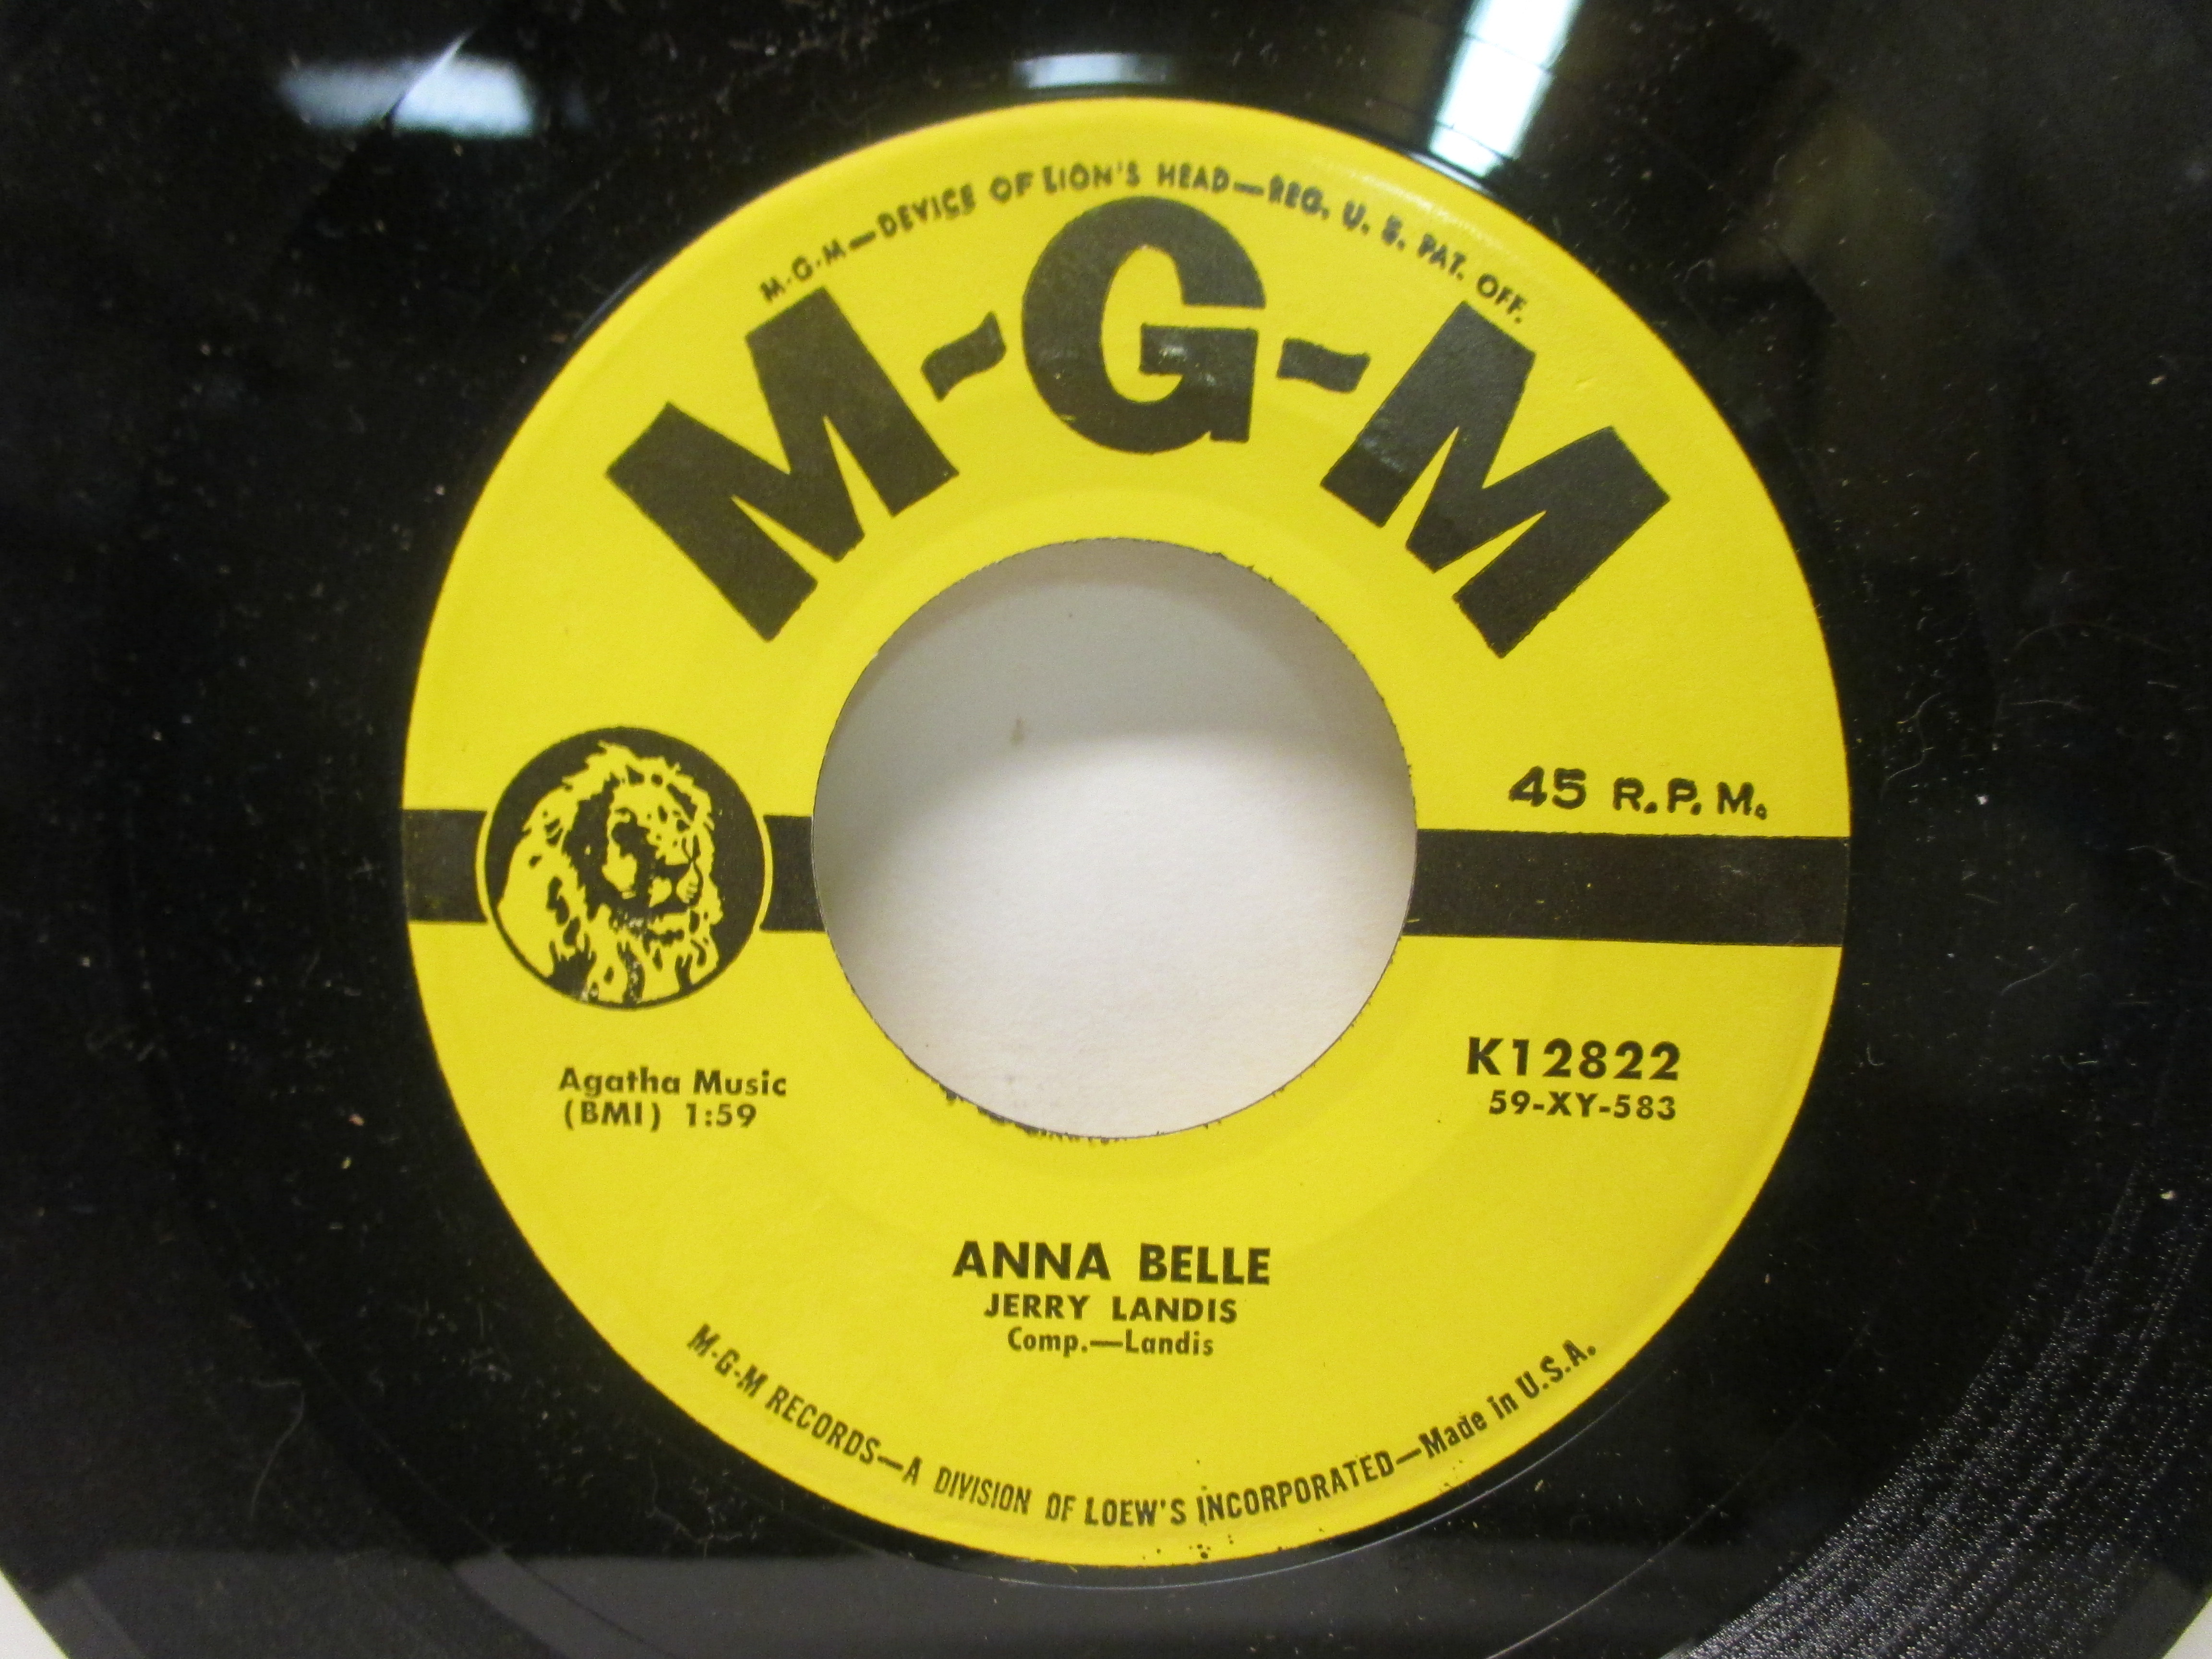 M-G-M—DEVICE OF LION'S HEAD—REG. U. S. PAT. OFF.
M-G-M
45 R.P.M.
Agatha Music
(BMI) 1:59
K12822
59-XY-583
ANNA BELLE
JERRY LANDIS
Comp.—Landis
M-G-M RECORDS—A DIVISION OF LOEW'S INCORPORATED—Made in U.S.A.